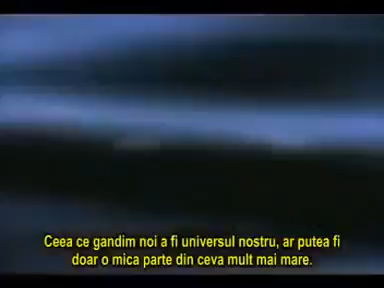 Ceea ce gandim noi a fi universul nostru, ar putea fi
doar o mica parte din ceva mult mai mare.